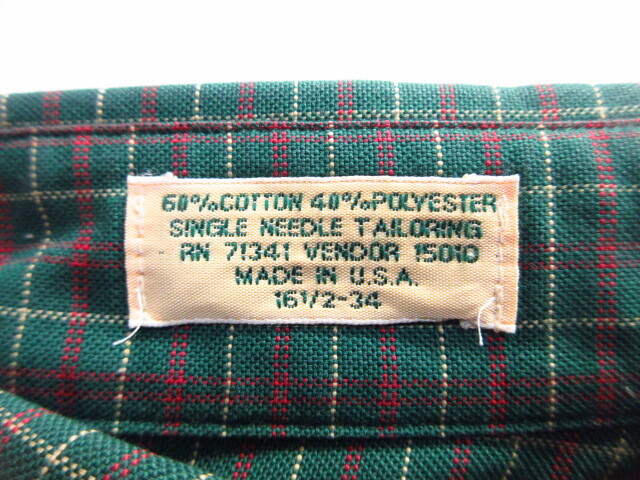 60% COTTON 40% POLYESTER
SINGLE NEEDLE TAILORING
RN 71341 VENDOR 15010
MADE IN U.S.A.
16 1/2-34